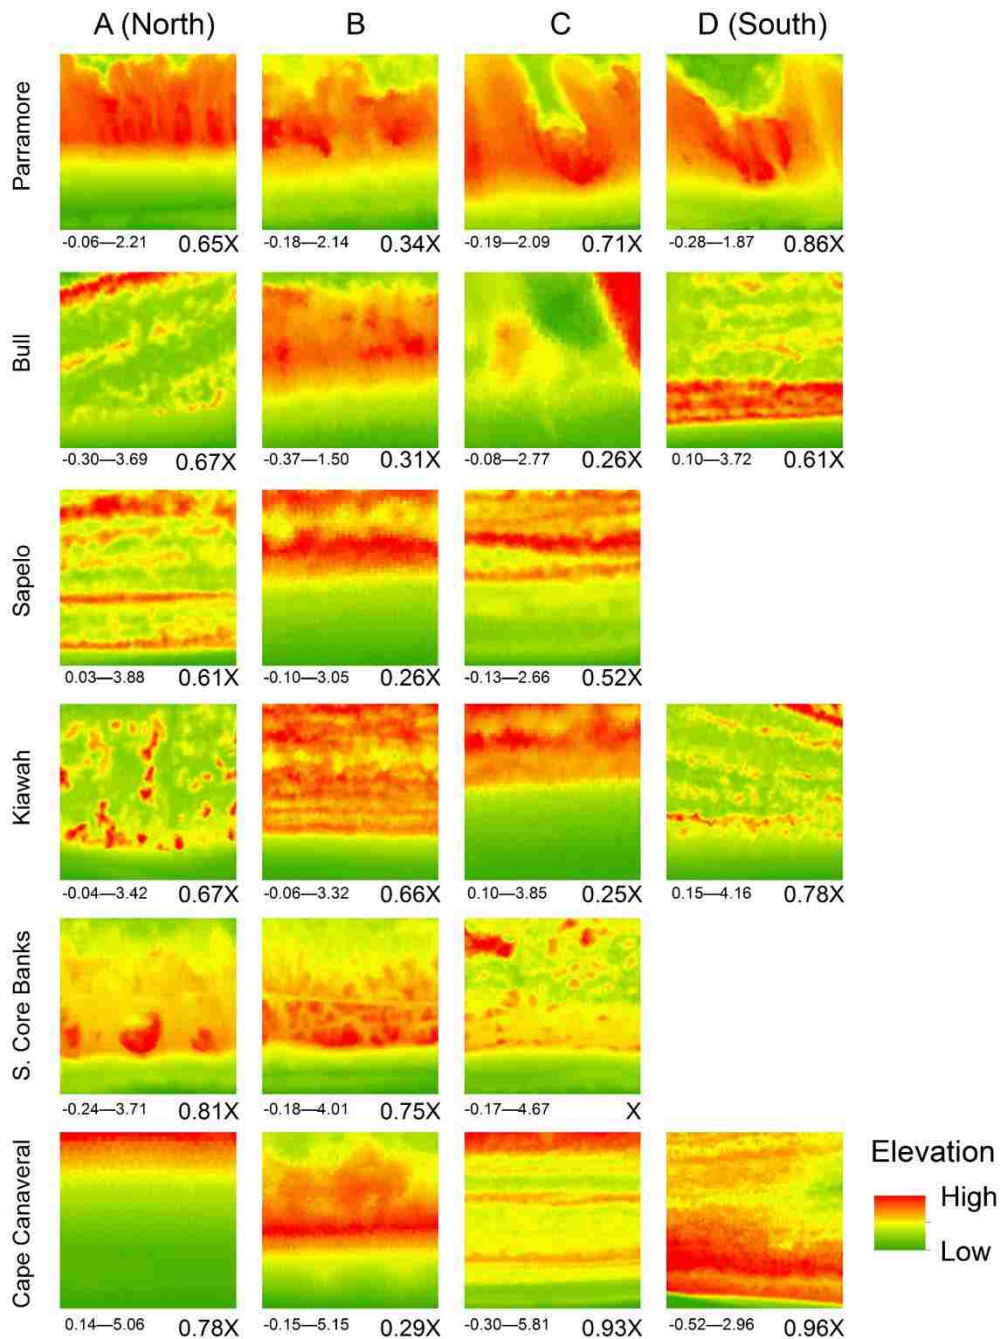 A (North) B C D (South)
Parramore
-0.06—2.21 0.65X -0.18—2.14 0.34X -0.19—2.09 0.71X -0.28—1.87 0.86X
Bull
-0.30—3.69 0.67X -0.37—1.50 0.31X -0.08—2.77 0.26X 0.10—3.72 0.61X
Sapelo
0.03—3.88 0.61X -0.10—3.05 0.26X -0.13—2.66 0.52X
Kiawah
-0.04—3.42 0.67X -0.06—3.32 0.66X 0.10—3.85 0.25X 0.15—4.16 0.78X
S. Core Banks
-0.24—3.71 0.81X -0.18—4.01 0.75X -0.17—4.67 X
Cape Canaveral
0.14—5.06 0.78X -0.15—5.15 0.29X -0.30—5.81 0.93X -0.52—2.96 0.96X
Elevation
High
Low